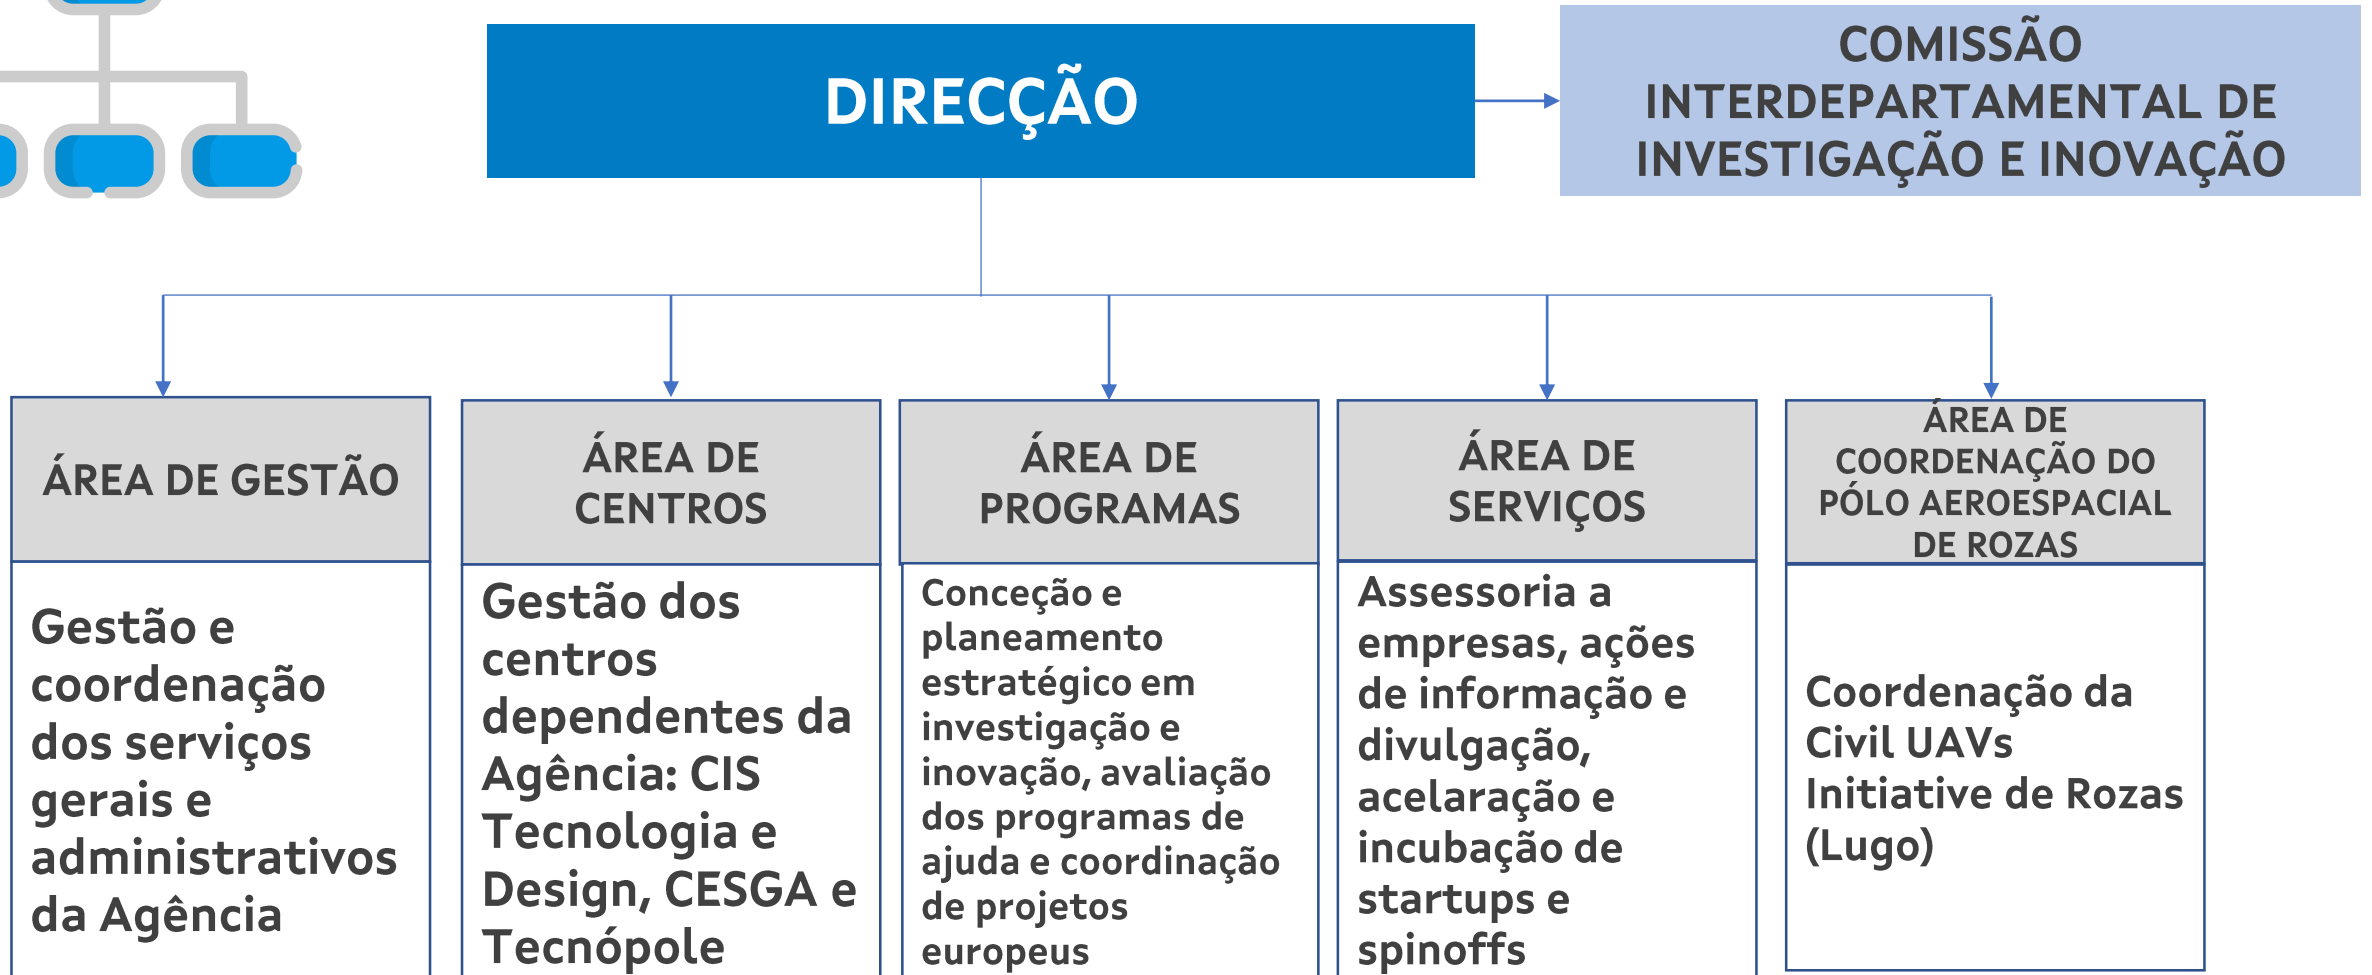 DIRECÇÃO
COMISSÃO
INTERDEPARTAMENTAL DE
INVESTIGAÇÃO E INOVAÇÃO
ÁREA DE GESTÃO
Gestão e
coordenação
dos serviços
gerais e
administrativos
da Agência
ÁREA DE
CENTROS
Gestão dos
centros
dependentes da
Agência: CIS
Tecnologia e
Design, CESGA e
Tecnópole
ÁREA DE
PROGRAMAS
Conceção e
planeamento
estratégico em
investigação e
inovação, avaliação
dos programas de
ajuda e coordinação
de projetos
europeus
ÁREA DE
SERVIÇOS
Assessoria a
empresas, ações
de informação e
divulgação,
acelaração e
incubação de
startups e
spinoffs
ÁREA DE
COORDENAÇÃO DO
PÓLO AEROESPACIAL
DE ROZAS
Coordenação da
Civil UAVs
Initiative de Rozas
(Lugo)